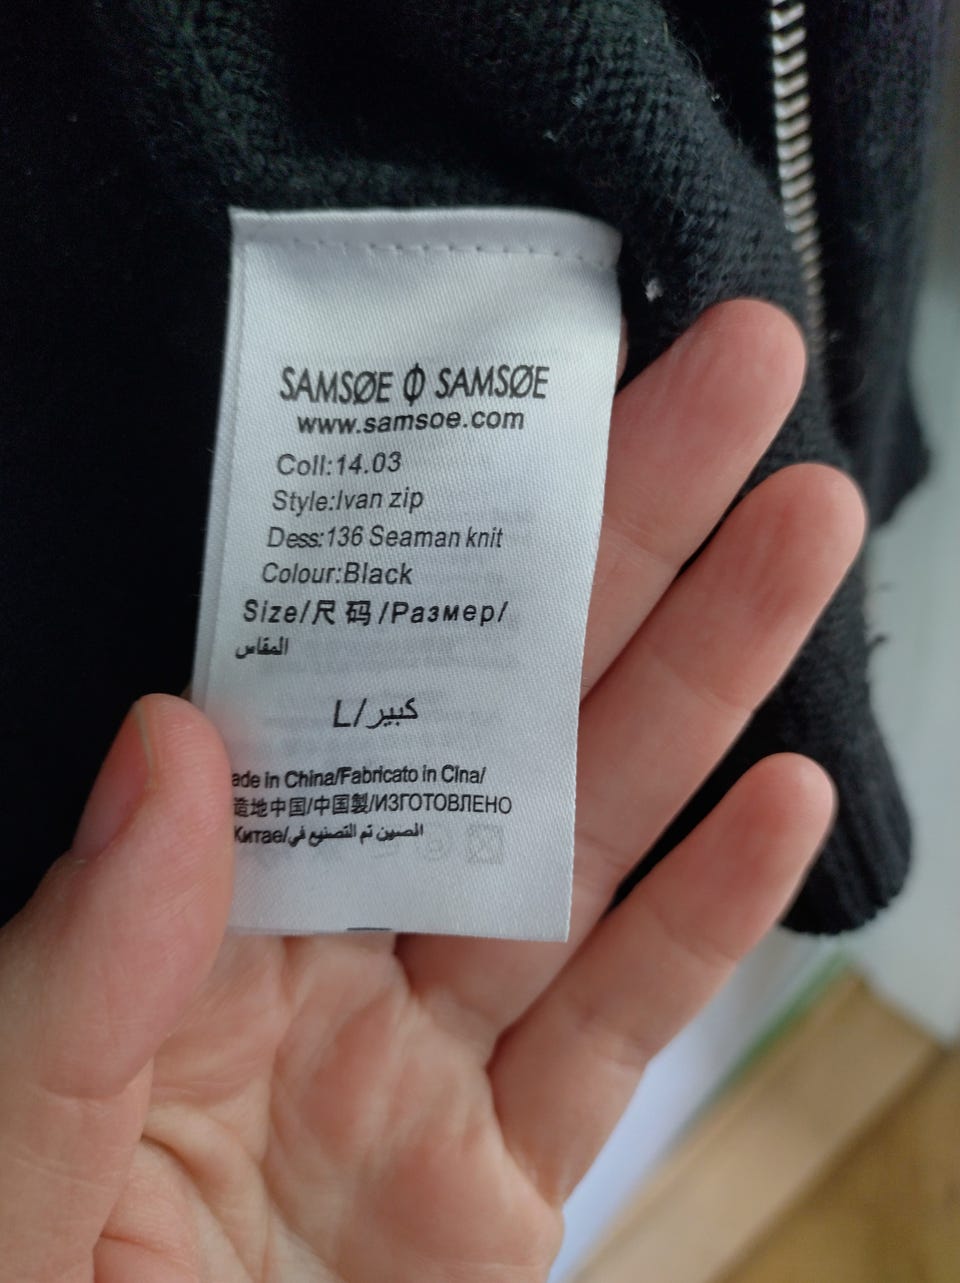 SAMSØE Φ SAMSØE
www.samsoe.com
Coll:14.03
Style:Ivan zip
Dess:136 Seaman knit
Colour:Black
Size/尺码/Размер/
المقاس
L/كبير
ade in China/Fabricato in Cina/
造地中国/中国製/ИЗГОТОВЛЕНО
Китае/الصين تم التصنيع في